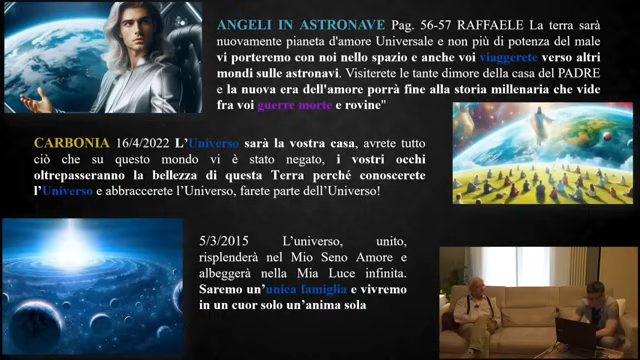 ANGELI IN ASTRONAVE Pag. 56-57 RAFFAELE La terra sarà
nuovamente pianeta d'amore Universale e non più di potenza del male
vi porteremo con noi nello spazio e anche voi viaggerete verso altri
mondi sulle astronavi. Visiterete le tante dimore della casa del PADRE
e la nuova era dell'amore porrà fine alla storia millenaria che vide
fra voi guerre morte e rovine"
CARBONIA 16/4/2022 L'Universo sarà la vostra casa, avrete tutto
ciò che su questo mondo vi è stato negato, i vostri occhi
oltrepasseranno la bellezza di questa Terra perché conoscerete
l'Universo e abbraccerete l'Universo, farete parte dell'Universo!
5/3/2015 L'universo, unito,
risplenderà nel Mio Seno Amore e
albeggerà nella Mia Luce infinita.
Saremo un'unica famiglia e vivremo
in un cuor solo un'anima sola